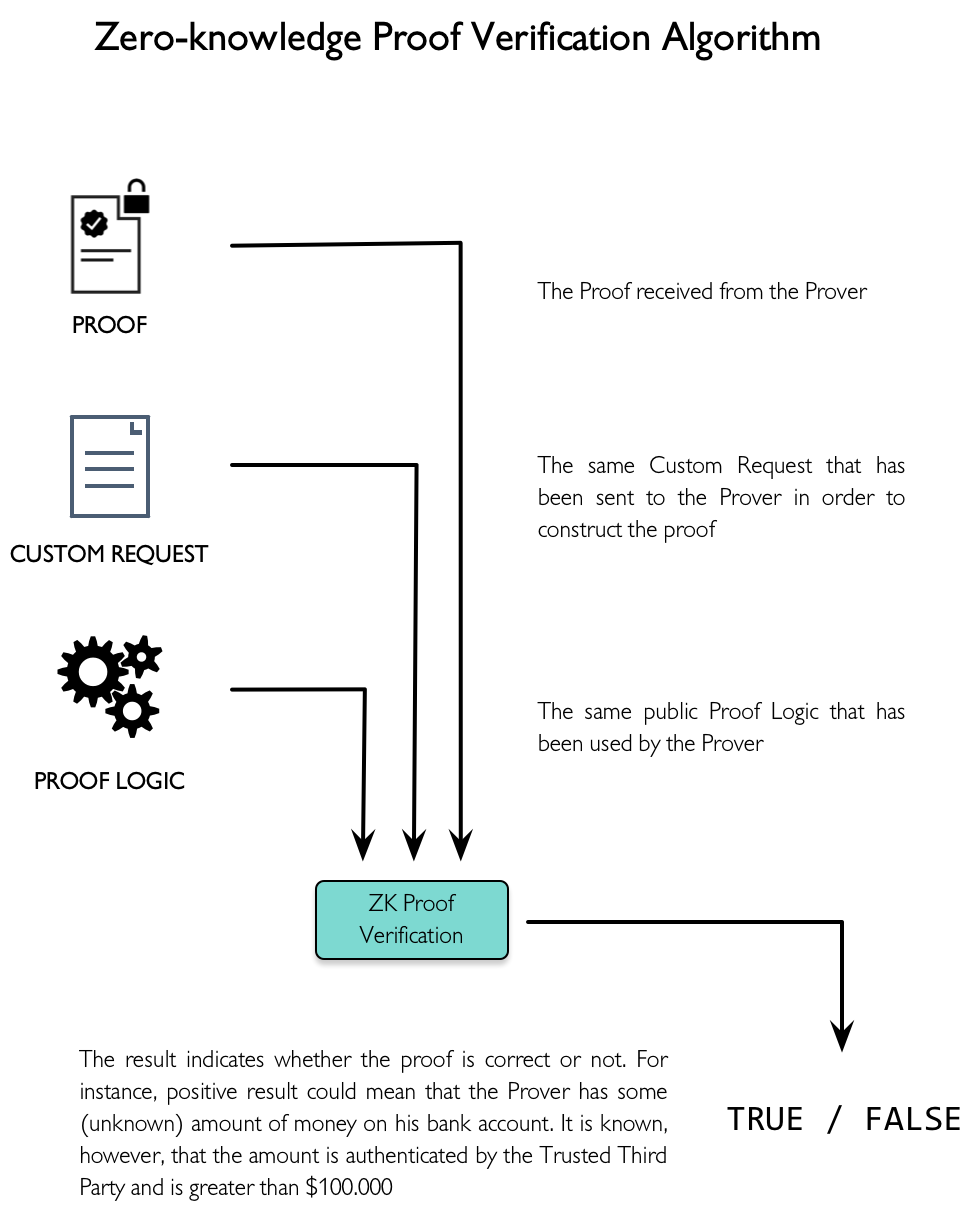 Zero-knowledge Proof Verification Algorithm
PROOF
The Proof received from the Prover
CUSTOM REQUEST
The same Custom Request that has
been sent to the Prover in order to
construct the proof
PROOF LOGIC
The same public Proof Logic that has
been used by the Prover
ZK Proof
Verification
The result indicates whether the proof is correct or not. For
instance, positive result could mean that the Prover has some
(unknown) amount of money on his bank account. It is known,
however, that the amount is authenticated by the Trusted Third
Party and is greater than $100.000
TRUE / FALSE